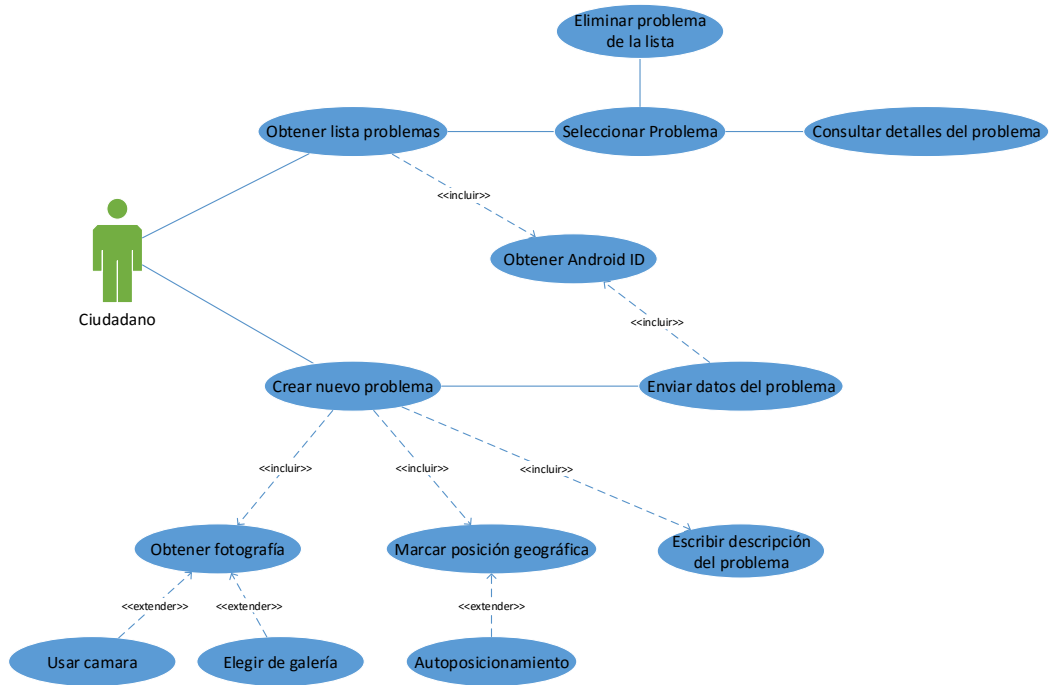 Eliminar problema
de la lista
Obtener lista problemas
Seleccionar Problema
Consultar detalles del problema
<<incluir>>
Obtener Android ID
Ciudadano
<<incluir>>
Crear nuevo problema
Enviar datos del problema
<<incluir>>
<<incluir>>
<<incluir>>
Obtener fotografía
Marcar posición geográfica
Escribir descripción
del problema
<<extender>>
<<extender>>
<<extender>>
Usar camara
Elegir de galería
Autoposicionamiento